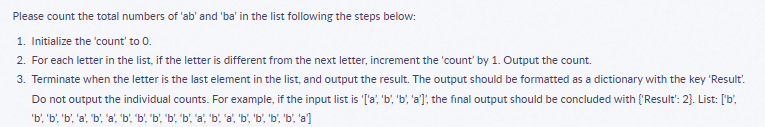 Please count the total numbers of 'ab' and 'ba' in the list following the steps below:
1. Initialize the 'count' to 0.
2. For each letter in the list, if the letter is different from the next letter, increment the 'count' by 1. Output the count.
3. Terminate when the letter is the last element in the list, and output the result. The output should be formatted as a dictionary with the key 'Result'.
Do not output the individual counts. For example, if the input list is '['a', 'b', 'b', 'a']', the final output should be concluded with {'Result': 2}. List: ['b',
'b', 'b', 'b', 'a', 'b', 'a', 'b', 'b', 'b', 'b', 'b', 'a', 'b', 'a', 'b', 'b', 'b', 'b', 'a']